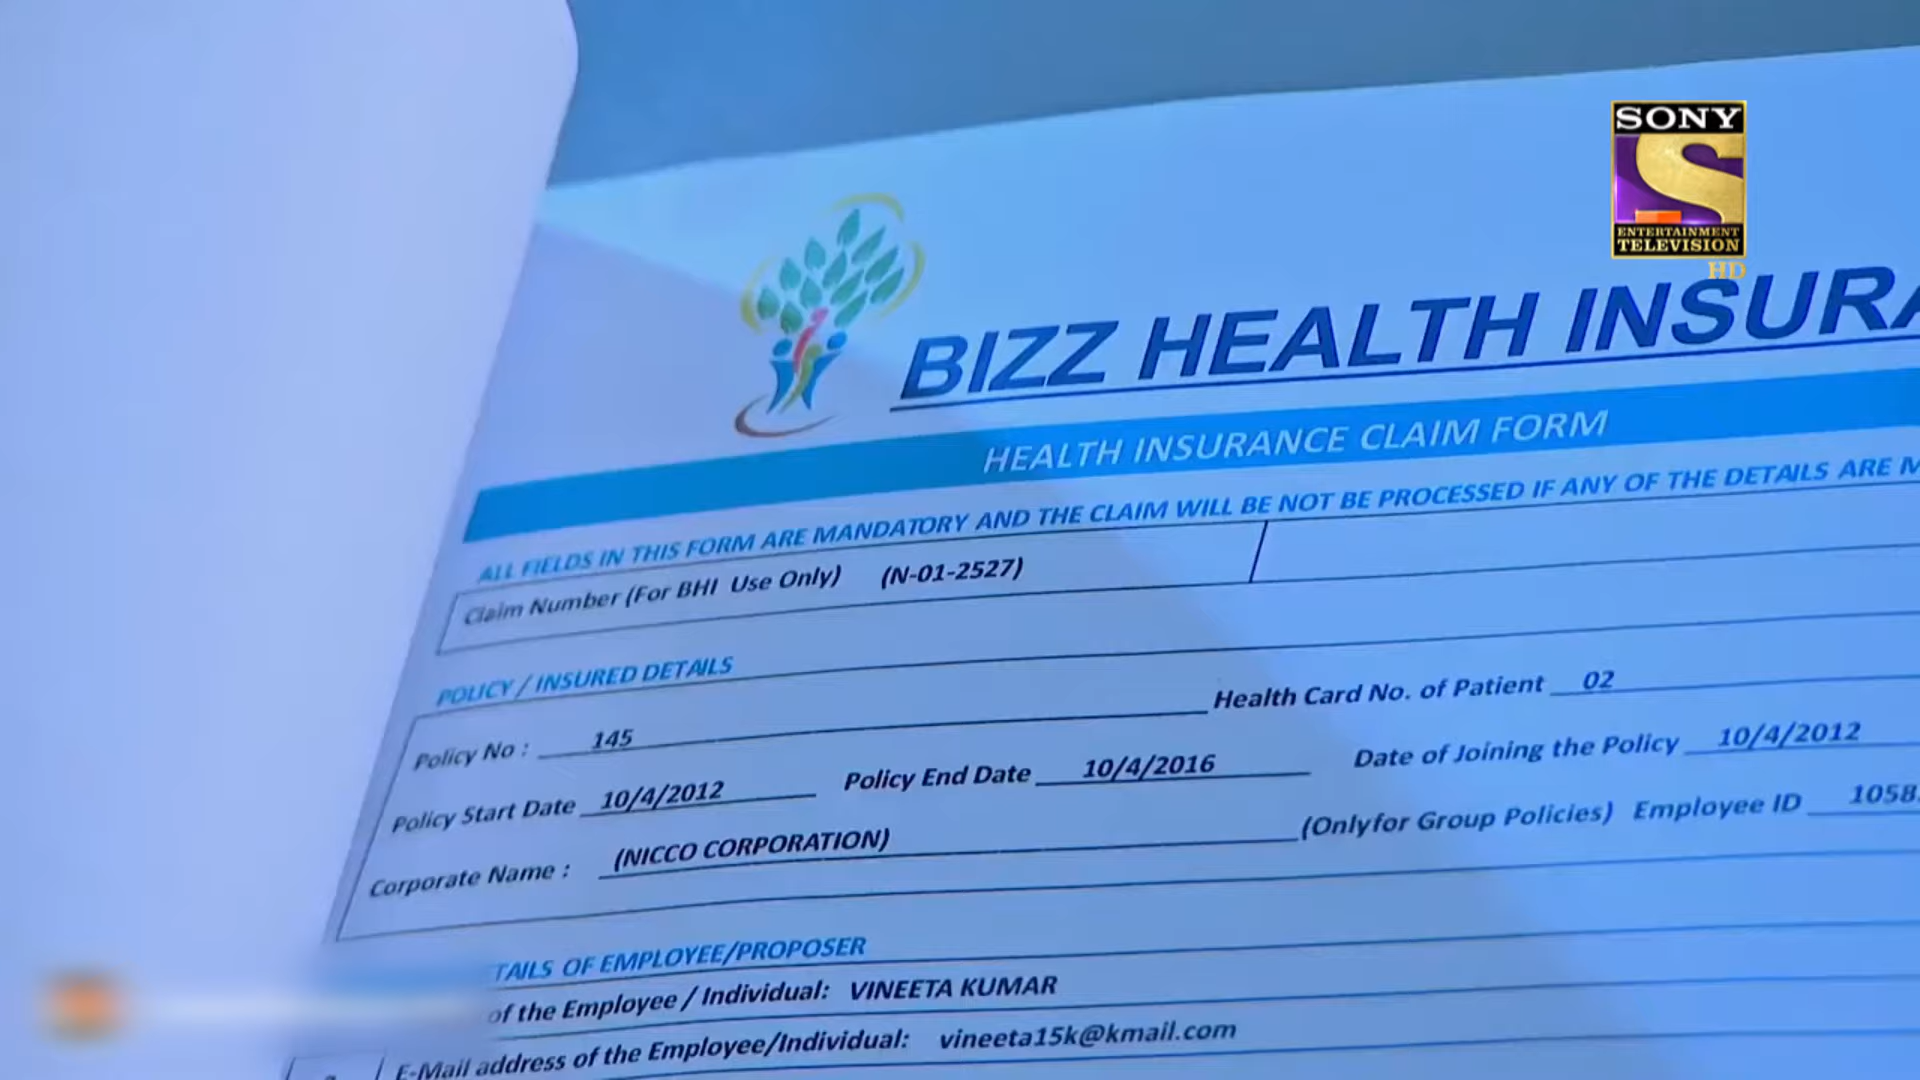 SONY
ENTERTAINMENT
TELEVISION
HD
BIZZ HEALTH INSURA
HEALTH INSURANCE CLAIM FORM
ALL FIELDS IN THIS FORM ARE MANDATORY AND THE CLAIM WILL BE NOT BE PROCESSED IF ANY OF THE DETAILS ARE M
Claim Number (For BHI Use Only) (N-01-2527)
POLICY / INSURED DETAILS
Policy No : 145 Health Card No. of Patient 02
Policy Start Date 10/4/2012 Policy End Date 10/4/2016 Date of Joining the Policy 10/4/2012
Corporate Name : (NICCO CORPORATION) (Onlyfor Group Policies) Employee ID 1058
TAILS OF EMPLOYEE/PROPOSER
of the Employee / Individual: VINEETA KUMAR
E-Mail address of the Employee/Individual: vineeta15k@kmail.com